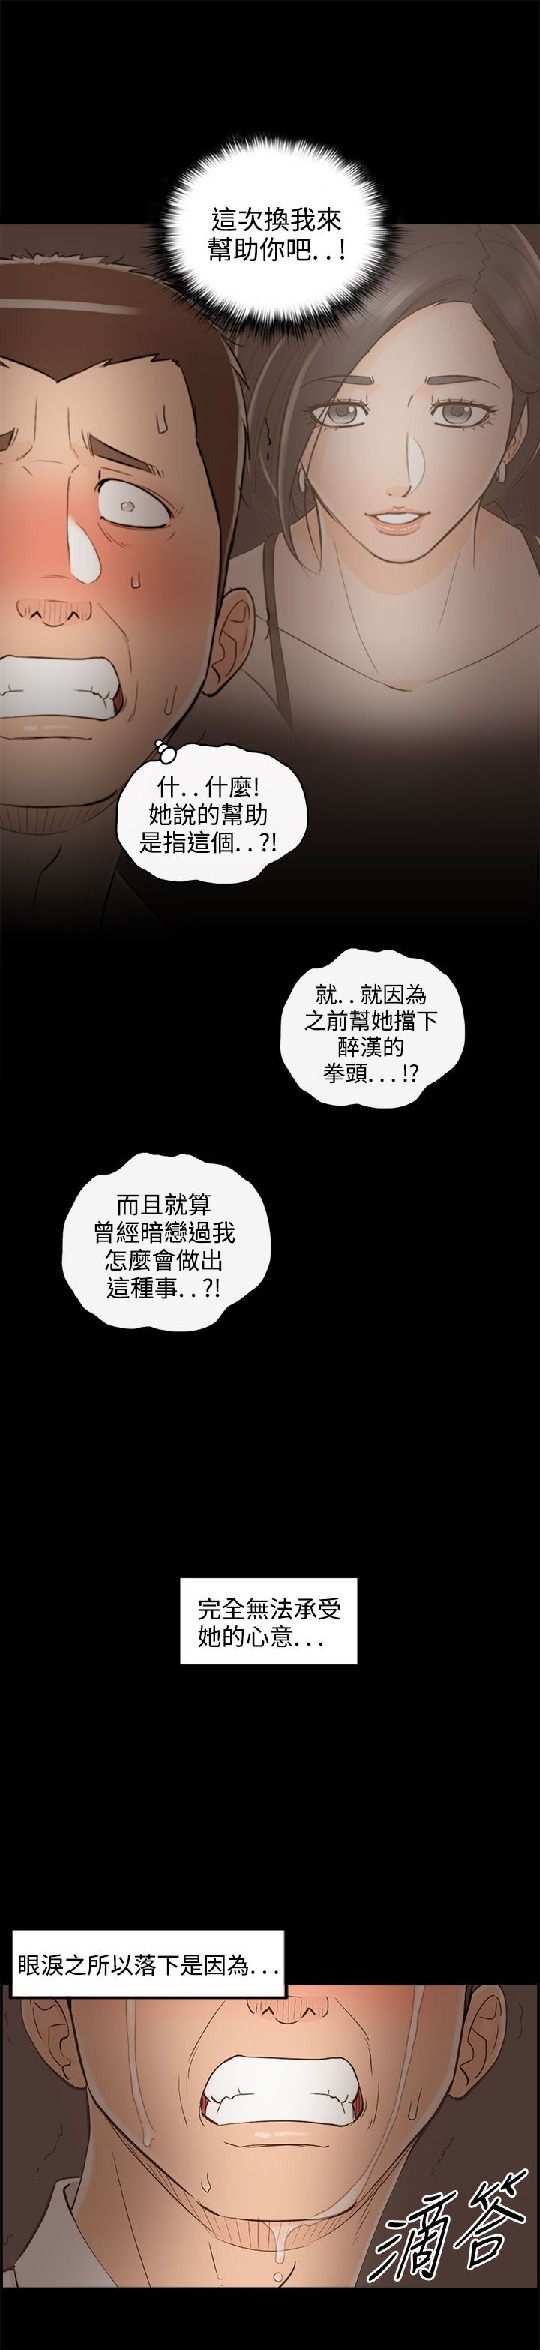 這次換我來
幫助你吧..!
什..什麼!
她說的幫助
是指這個..?!
就..就因為
之前幫她擋下
醉漢的
拳頭...!?
而且就算
曾經暗戀過我
怎麼會做出
這種事..?!
完全無法承受
她的心意...
眼淚之所以落下是因為...
滴答